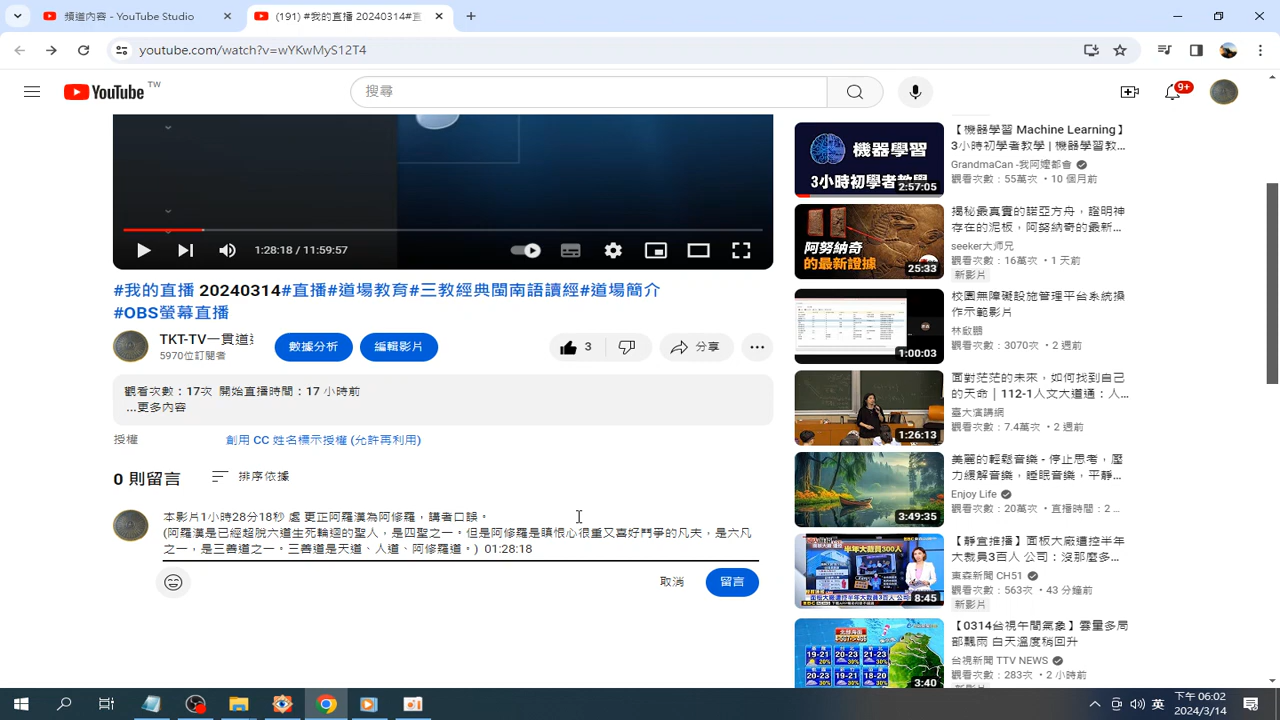 頻道內容 - YouTube Studio
(191) #我的直播 20240314#直
youtube.com/watch?v=wYKwMyS12T4
YouTube TW
搜尋
9+
1:28:18 / 11:59:57
#我的直播 20240314#直播#道場教育#三教經典閩南語讀經#道場簡介
#OBS螢幕直播
TKFTV一貫道
5970位訂閱者
數據分析
編輯影片
3
分享
觀看次數：17次 開始直播時間：17 小時前
...更多內容
授權
創用 CC 姓名標示授權 (允許再利用)
0 則留言
排序依據
本影片1小時28分18秒處 更正阿羅漢為阿修羅，講者口誤。
(阿羅漢是已經超脫六道生死輪迴的聖人，是四聖之一。但是阿修羅是瞋恨心很重又喜好鬥爭的凡夫，是六凡
之一，是三善道之一。三善道是天道、人道、阿修羅道。) 01:28:18
取消
留言
機器學習
3小時初學者教學
2:57:05
【機器學習 Machine Learning】
3小時初學者教學 | 機器學習教...
GrandmaCan -我阿嬤都會
觀看次數：55萬次 ・10 個月前
阿努納奇
的最新證據
25:33
揭秘最真實的諾亞方舟，證明神
存在的泥板，阿努納奇的最新...
seeker大师兄
觀看次數：16萬次 ・1 天前
新影片
1:00:03
校園無障礙設施管理平台系統操
作示範影片
林啟鵬
觀看次數：3070次 ・2 週前
1:26:13
面對茫茫的未來，如何找到自己
的天命｜112-1人文大道通：人...
臺大演講網
觀看次數：7.4萬次 ・2 週前
3:49:35
美麗的輕鬆音樂 - 停止思考，壓
力緩解音樂，睡眠音樂，平靜...
Enjoy Life
觀看次數：20萬次 ・直播時間：2 ...
8:45
【靜宜推播】面板大廠遭控半年
大裁員3百人 公司：沒那麼多...
東森新聞 CH51
觀看次數：563次 ・43 分鐘前
新影片
19-21
20-23
22-23
3:40
【0314台視午間氣象】雲量多局
部飄雨 白天溫度稍回升
台視新聞 TTV NEWS
觀看次數：283次 ・2 小時前
英
下午 06:02
2024/3/14